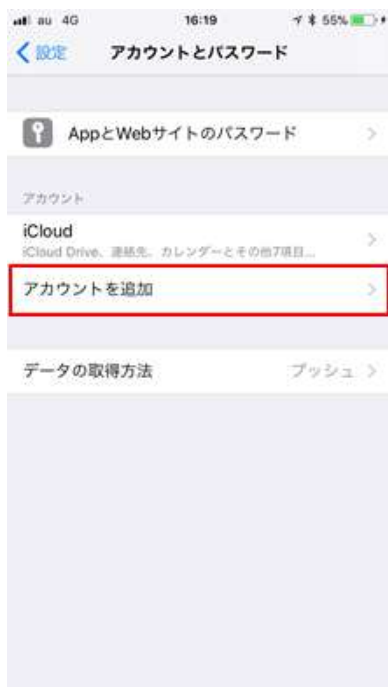 au 4G 16:19 55%
設定 アカウントとパスワード
AppとWebサイトのパスワード
アカウント
iCloud
iCloud Drive、連絡先、カレンダーとその他7項目...
アカウントを追加
データの取得方法 プッシュ